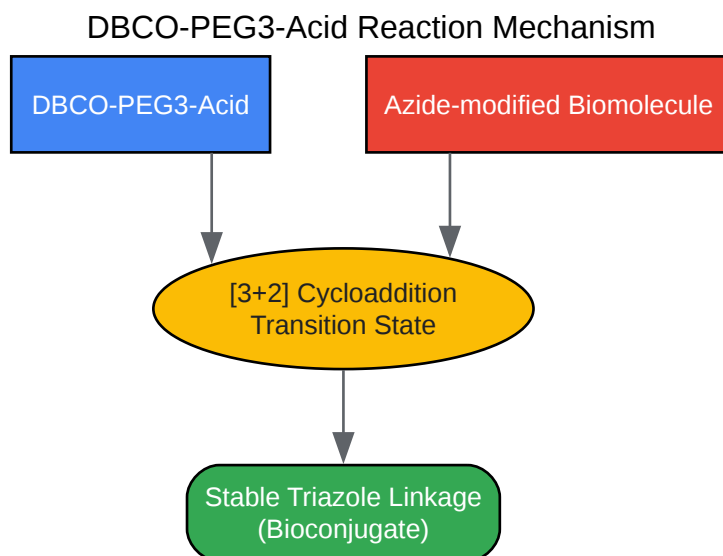 DBCO-PEG3-Acid Reaction Mechanism
DBCO-PEG3-Acid
Azide-modified Biomolecule
[3+2] Cycloaddition
Transition State
Stable Triazole Linkage
(Bioconjugate)